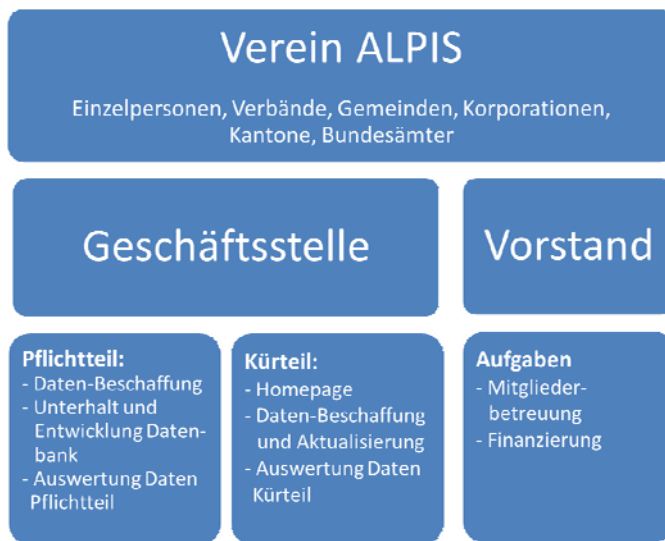 Verein ALPIS
Einzelpersonen, Verbände, Gemeinden, Korporationen,
Kantone, Bundesämter
Geschäftsstelle
Vorstand
Pflichtteil:
- Daten-Beschaffung
- Unterhalt und
Entwicklung Daten-
bank
- Auswertung Daten
Pflichtteil
Kürteil:
- Homepage
- Daten-Beschaffung
und Aktualisierung
- Auswertung Daten
Kürteil
Aufgaben
- Mitglieder-
betreuung
- Finanzierung